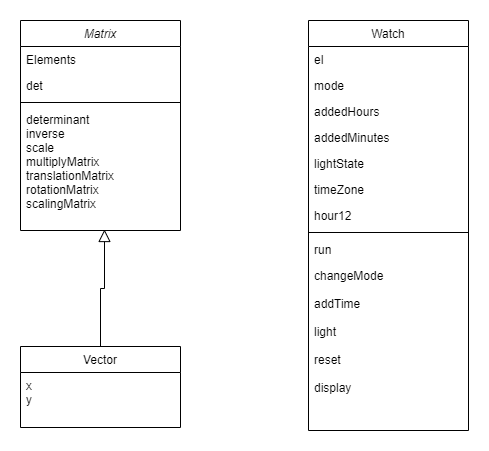 Matrix
Elements
det
determinant
inverse
scale
multiplyMatrix
translationMatrix
rotationMatrix
scalingMatrix
Vector
x
y
Watch
el
mode
addedHours
addedMinutes
lightState
timeZone
hour12
run
changeMode
addTime
light
reset
display